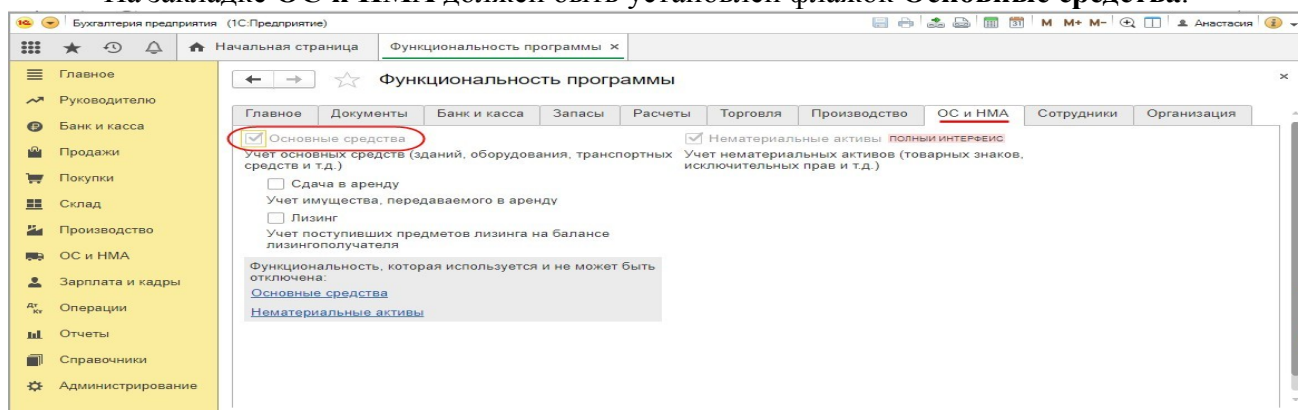 На закладке ОС и НМА должен быть установлен флажок Основные средства.
1С Бухгалтерия предприятия (1С:Предприятие) M M+ M- 31 Анастасия i
Начальная страница Функциональность программы ×
Главное
Руководителю
Банк и касса
Продажи
Покупки
Склад
Производство
ОС и НМА
Зарплата и кадры
Дт Кт Операции
Отчеты
Справочники
Администрирование
← → Функциональность программы ×
Главное Документы Банк и касса Запасы Расчеты Торговля Производство ОС и НМА Сотрудники Организация
Основные средства
Учет основных средств (зданий, оборудования, транспортных
средств и т.д.)
Сдача в аренду
Учет имущества, передаваемого в аренду
Лизинг
Учет поступивших предметов лизинга на балансе
лизингополучателя
Функциональность, которая используется и не может быть
отключена:
Основные средства
Нематериальные активы
Нематериальные активы ПОЛНЫЙ ИНТЕРФЕЙС
Учет нематериальных активов (товарных знаков,
исключительных прав и т.д.)